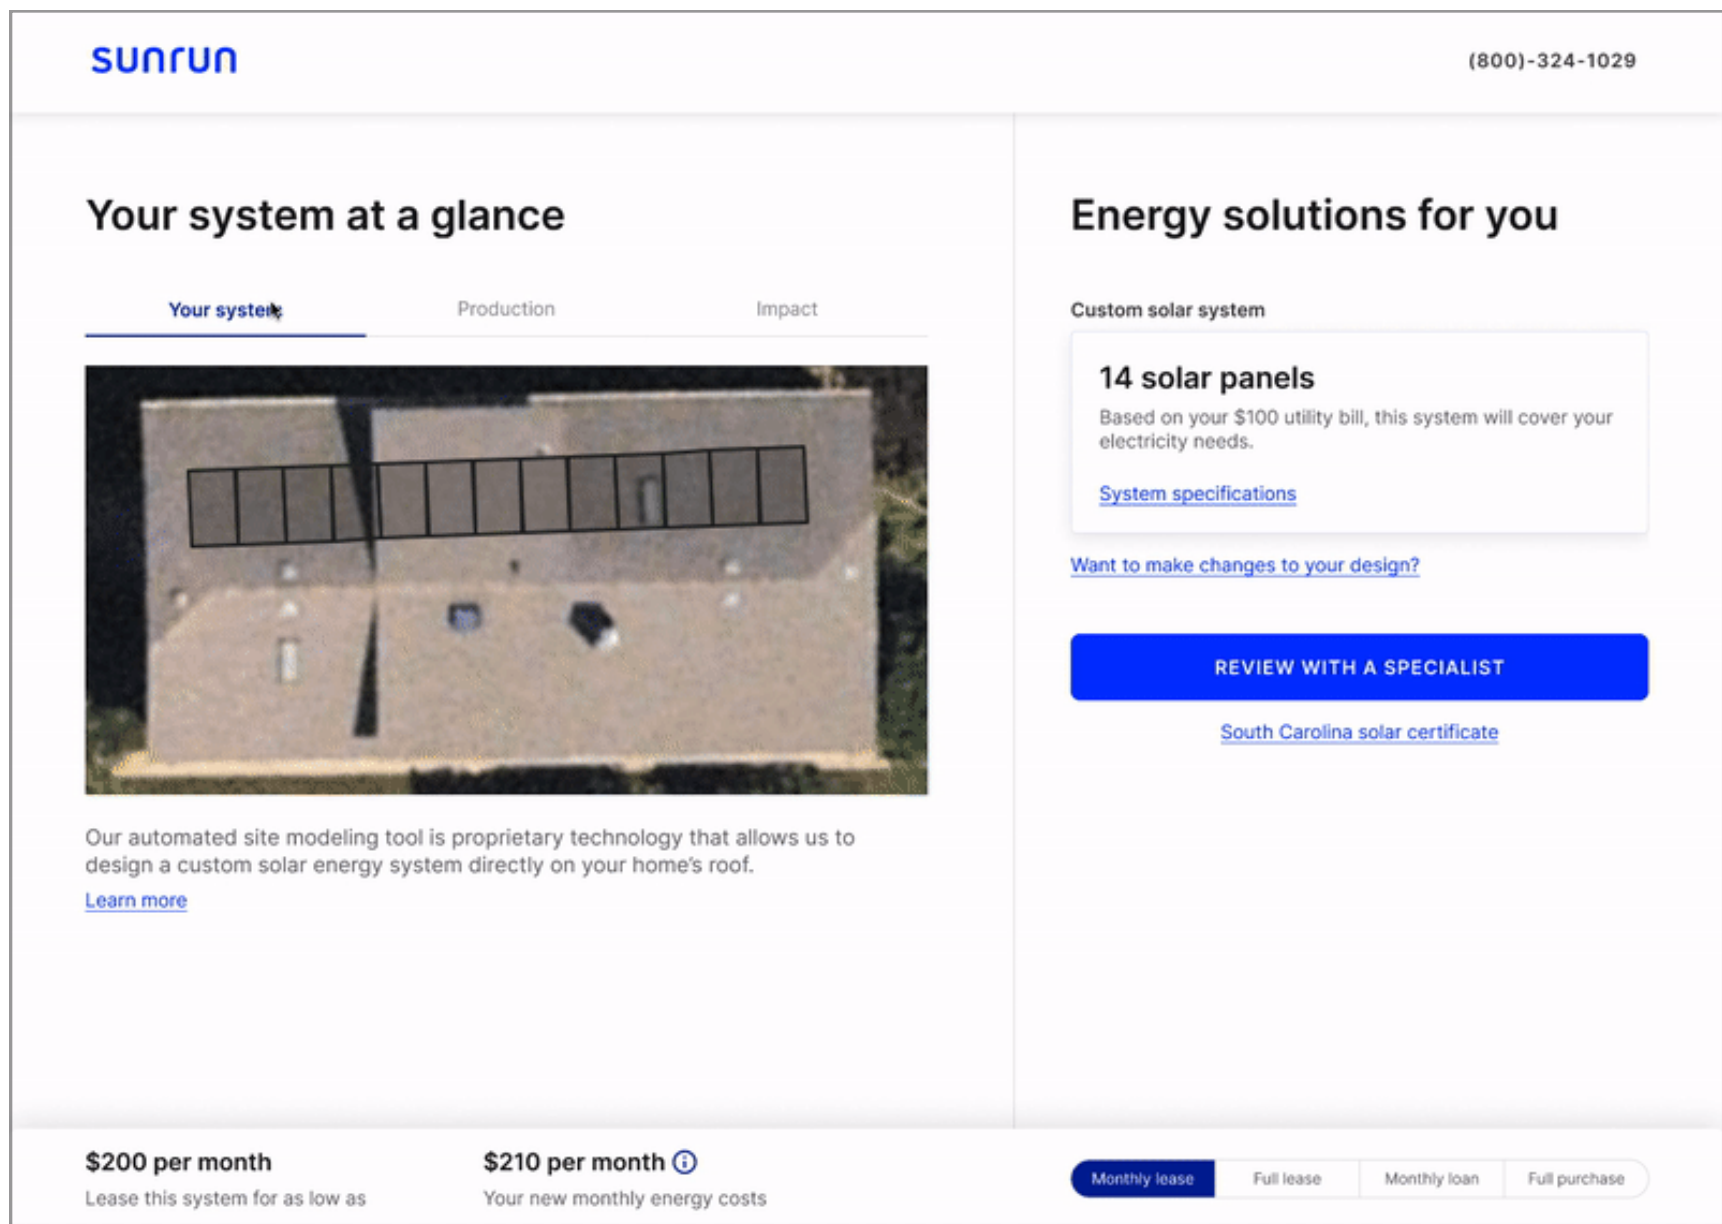 sunrun
(800)-324-1029
Your system at a glance
Your system
Production
Impact
Our automated site modeling tool is proprietary technology that allows us to
design a custom solar energy system directly on your home's roof.
Learn more
Energy solutions for you
Custom solar system
14 solar panels
Based on your $100 utility bill, this system will cover your
electricity needs.
System specifications
Want to make changes to your design?
REVIEW WITH A SPECIALIST
South Carolina solar certificate
$200 per month
Lease this system for as low as
$210 per month
Your new monthly energy costs
Monthly lease
Full lease
Monthly loan
Full purchase